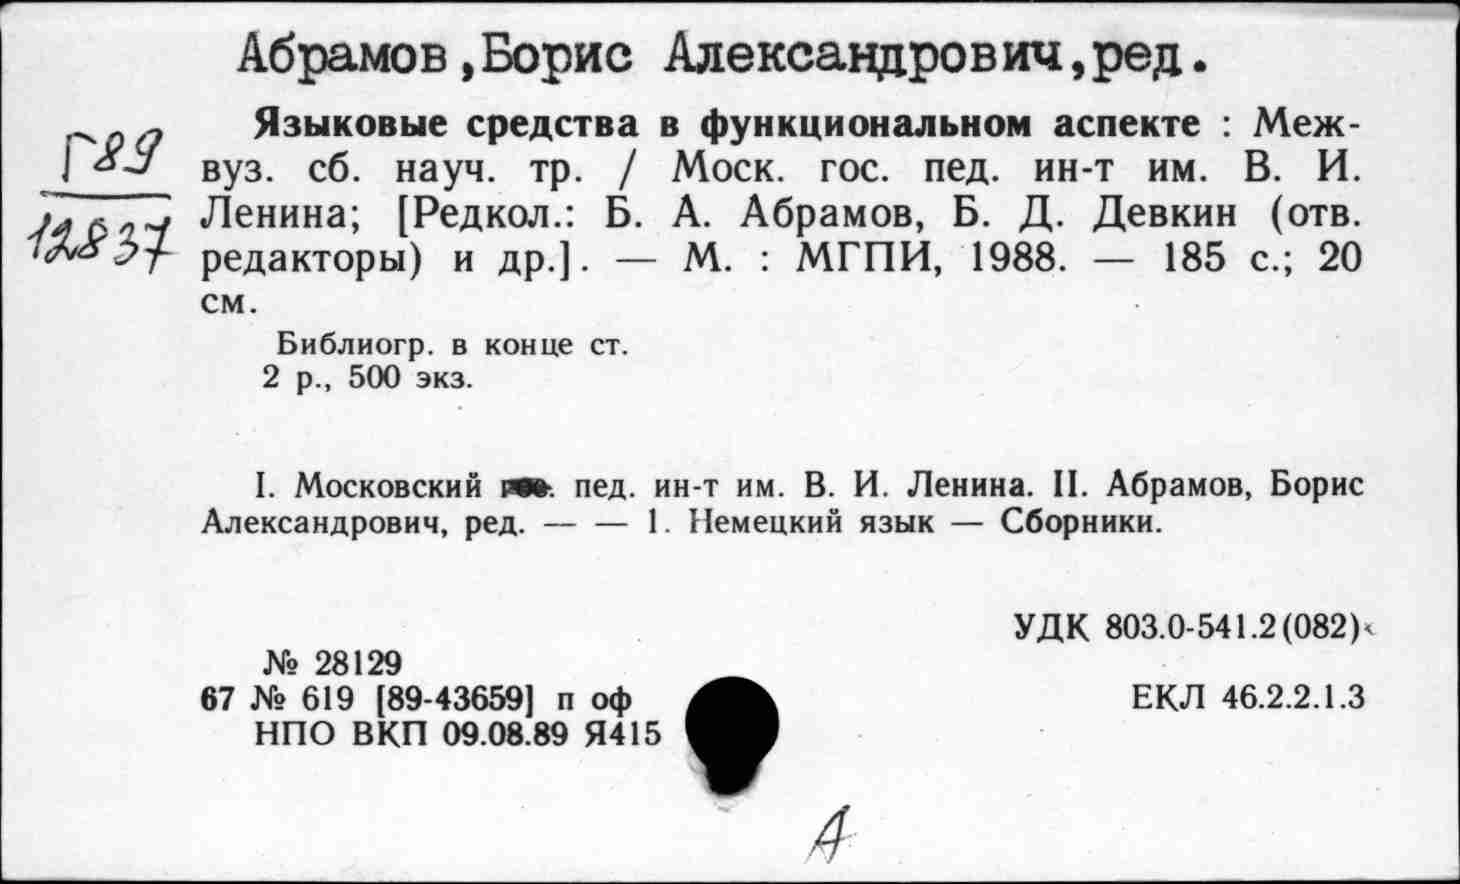 Абрамов,Борис Александрович,ред.
Г89
12837
Языковые средства в функциональном аспекте : Меж-
вуз. сб. науч. тр. / Моск. гос. пед. ин-т им. В. И.
Ленина; [Редкол.: Б. А. Абрамов, Б. Д. Девкин (отв.
редакторы) и др.]. — М. : МГПИ, 1988. — 185 с.; 20
см.
Библиогр. в конце ст.
2 р., 500 экз.
I. Московский пед. ин-т им. В. И. Ленина. II. Абрамов, Борис
Александрович, ред. — — 1. Немецкий язык — Сборники.
УДК 803.0-541.2(082)
№ 28129
67 № 619 [89-43659] п оф
ЕКЛ 46.2.2.1.3
НПО ВКП 09.08.89 Я415
А